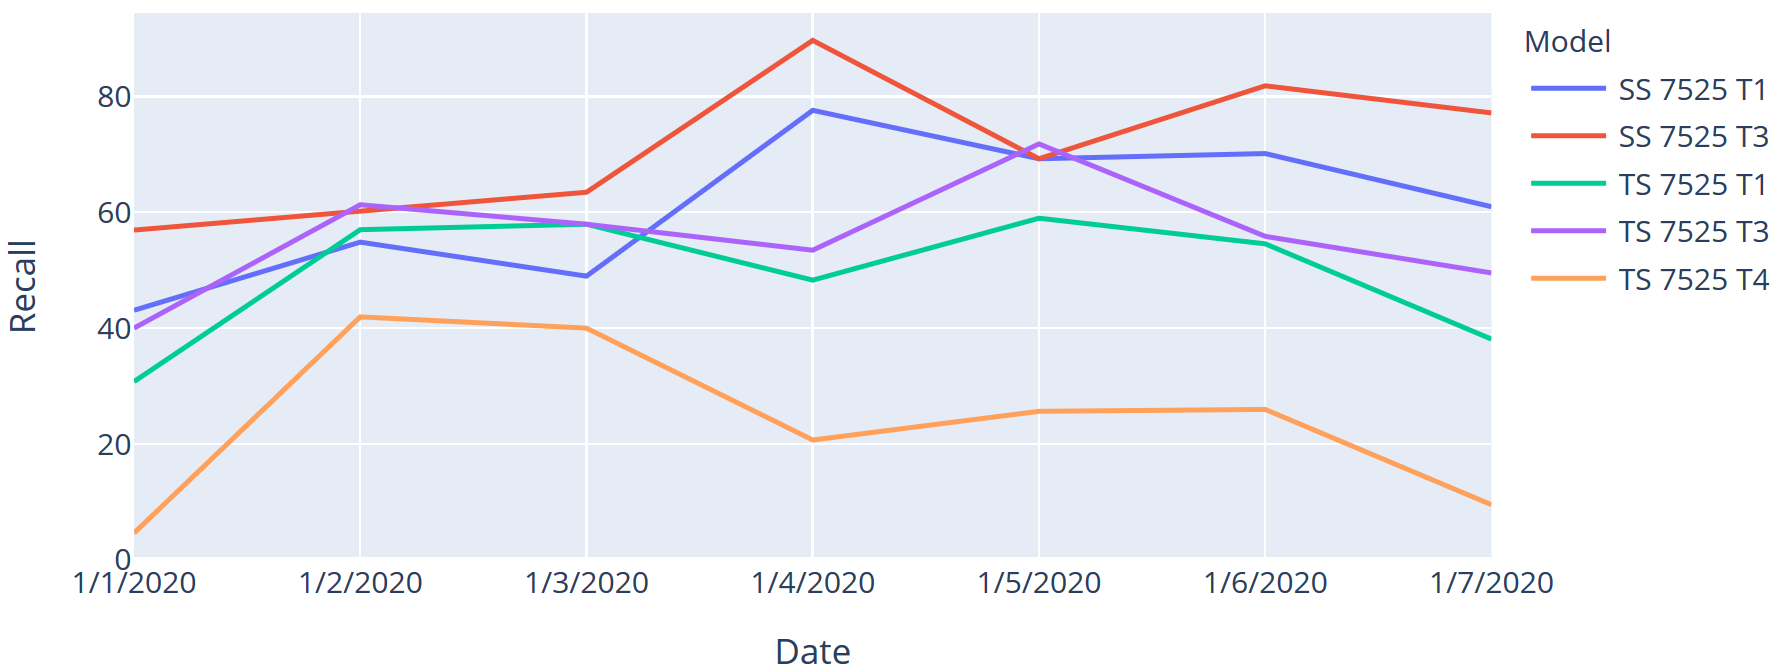 Recall
80
60
40
20
0
1/1/2020 1/2/2020 1/3/2020 1/4/2020 1/5/2020 1/6/2020 1/7/2020
Date
Model
SS 7525 T1
SS 7525 T3
TS 7525 T1
TS 7525 T3
TS 7525 T4